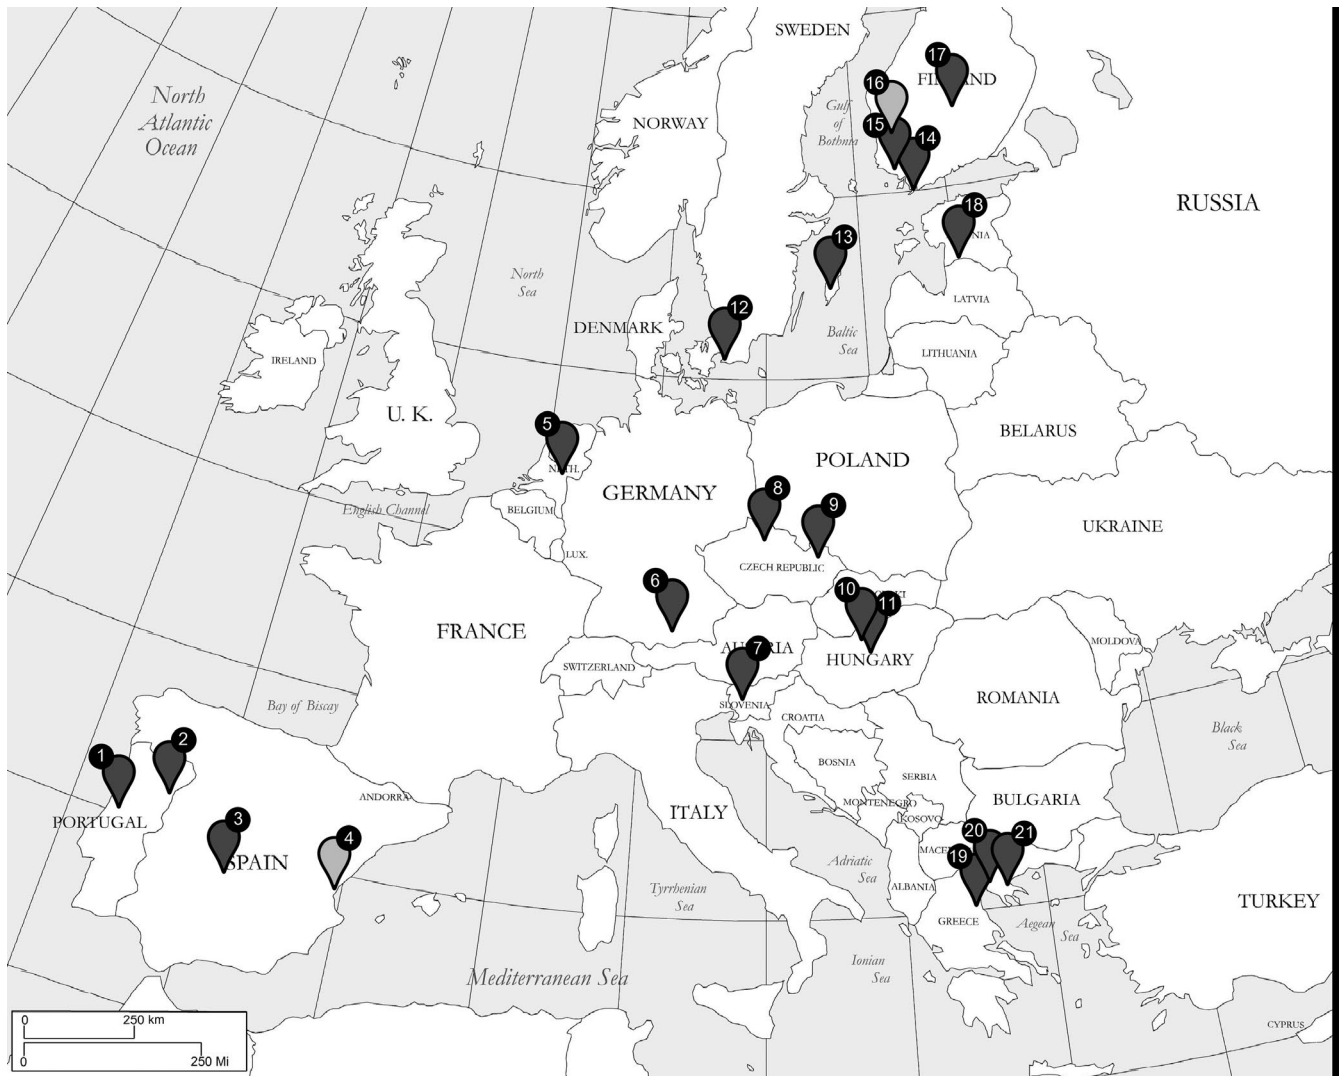 SWEDEN
17
FINLAND
16
North
Atlantic
Ocean
Gulf
of
Bothnia
NORWAY
15
14
RUSSIA
18
NIA
13
North
Sea
LATVIA
12
DENMARK
Baltic
Sea
IRELAND
LITHUANIA
U. K.
5
BELARUS
NETH.
POLAND
8
GERMANY
9
English Channel
BELGIUM
UKRAINE
LUX.
CZECH REPUBLIC
6
10
11
FRANCE
MOLDOVA
AUSTRIA
7
HUNGARY
SWITZERLAND
ROMANIA
Bay of Biscay
SLOVENIA
CROATIA
Black
Sea
1
2
BOSNIA
SERBIA
ANDORRA
MONTENEGRO
BULGARIA
ITALY
KOSOVO
PORTUGAL
3
4
20
21
MACE
19
SPAIN
Adriatic
Sea
ALBANIA
Tyrrhenian
Sea
TURKEY
GREECE
Aegean
Sea
Ionian
Sea
Mediterranean Sea
0
250 km
0
250 Mi
CYPRUS